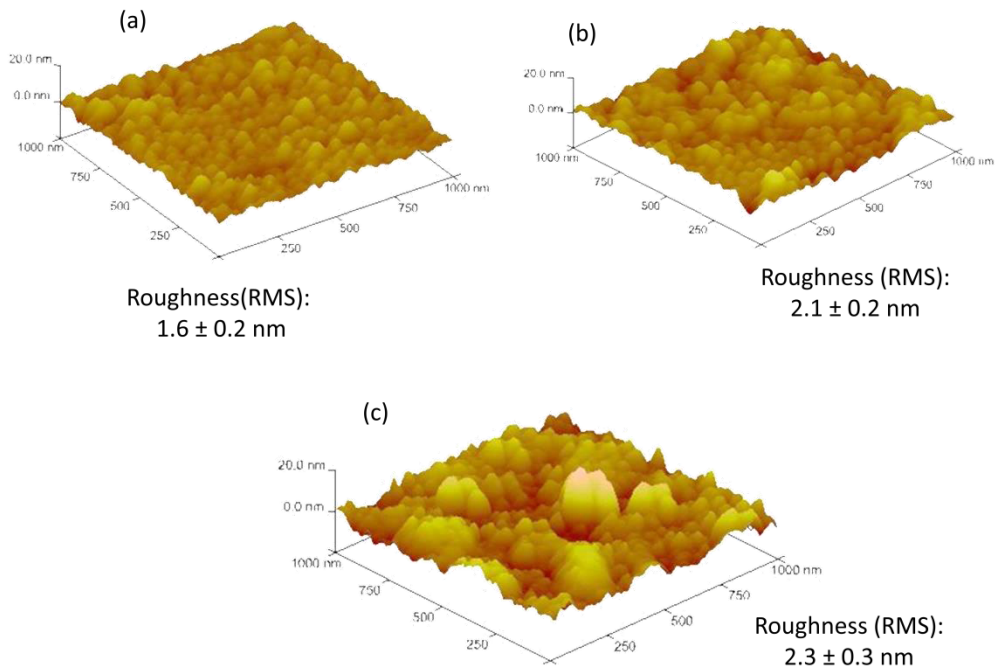 (a)
20.0 nm
0.0 nm
1000 nm
750
500
250
250
500
750
1000 nm
Roughness(RMS):
1.6 ± 0.2 nm
(b)
20.0 nm
0.0 nm
1000 nm
750
500
250
250
500
750
1000 nm
Roughness (RMS):
2.1 ± 0.2 nm
(c)
20.0 nm
0.0 nm
1000 nm
750
500
250
250
500
750
1000 nm
Roughness (RMS):
2.3 ± 0.3 nm